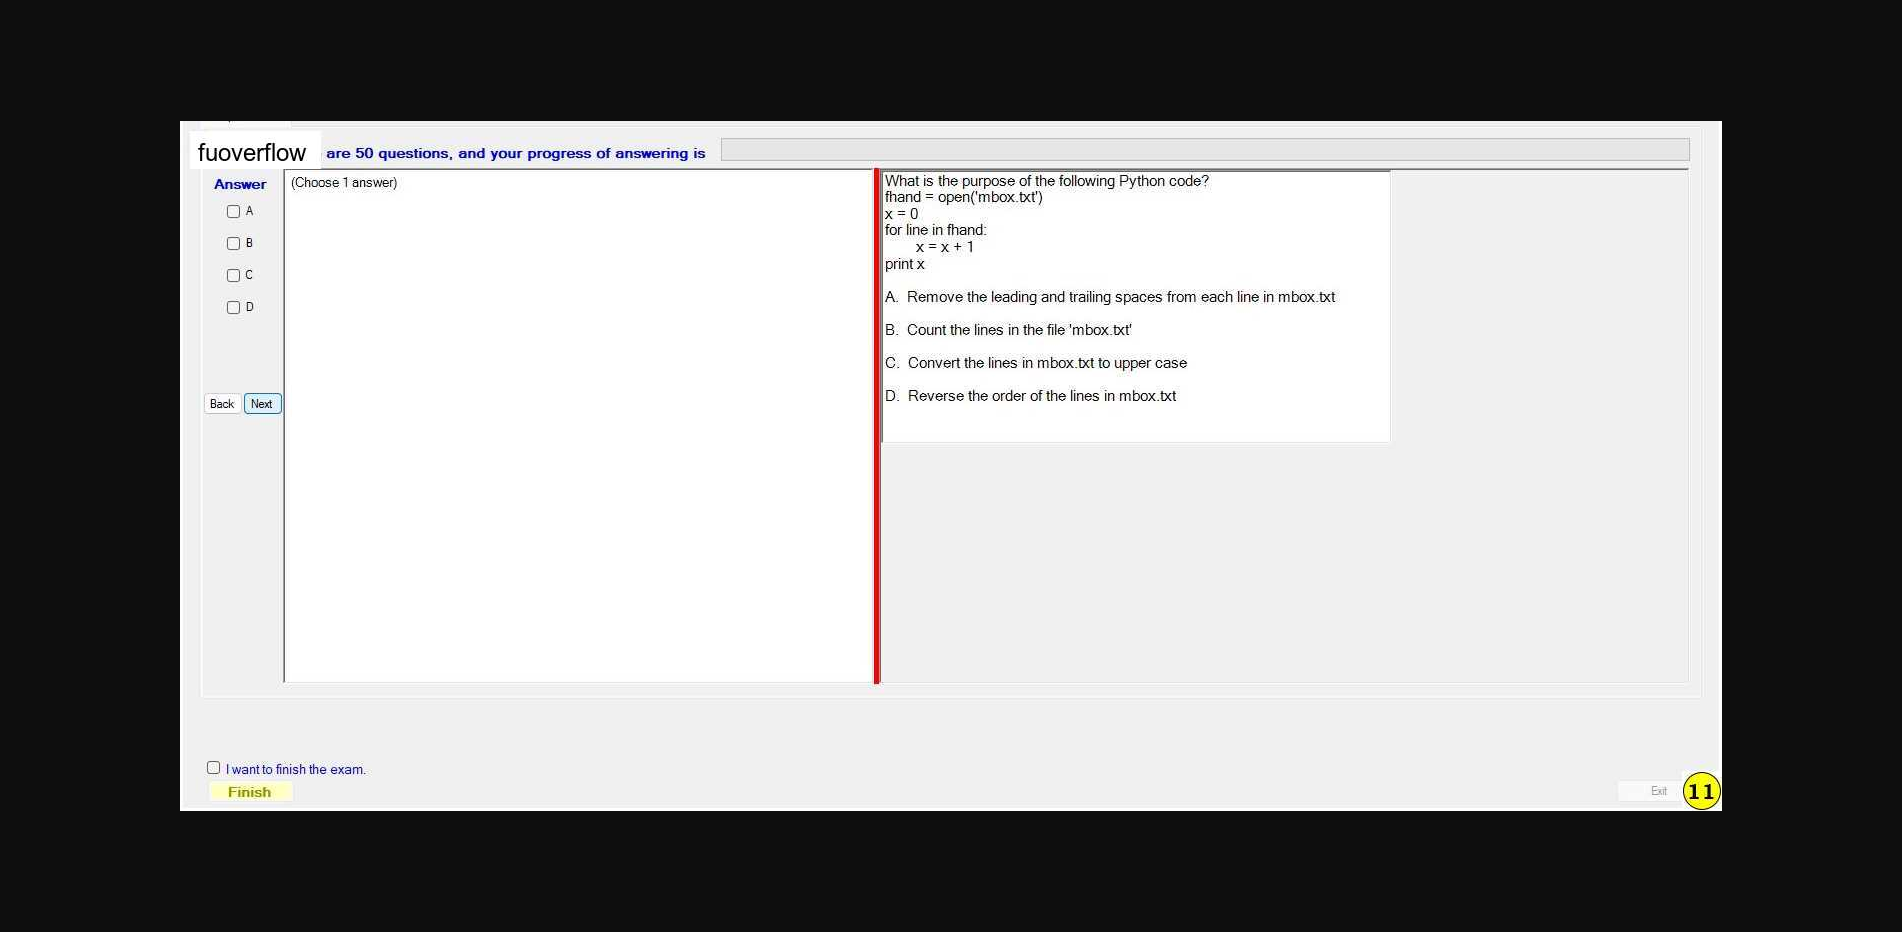 fuoverflow are 50 questions, and your progress of answering is
Answer
A
B
C
D
Back Next
(Choose 1 answer)
What is the purpose of the following Python code?
fhand = open('mbox.txt')
x = 0
for line in fhand:
x = x + 1
print x
A. Remove the leading and trailing spaces from each line in mbox.txt
B. Count the lines in the file 'mbox.txt'
C. Convert the lines in mbox.txt to upper case
D. Reverse the order of the lines in mbox.txt
I want to finish the exam.
Finish
Exit
11